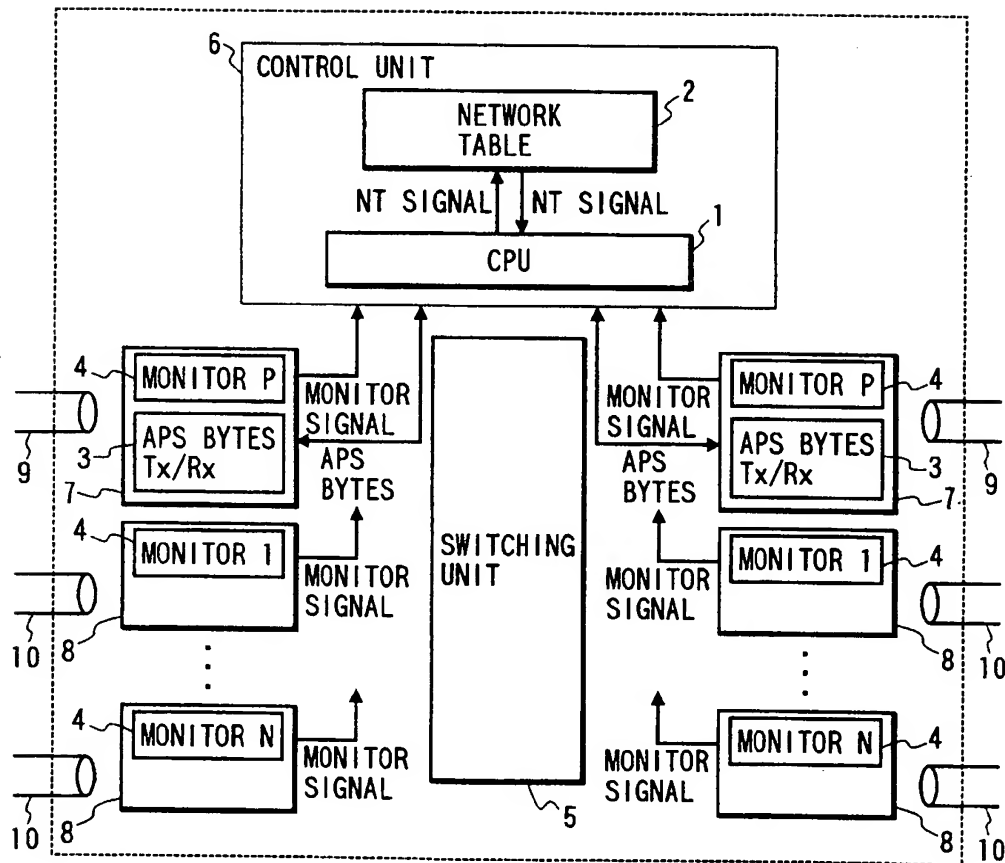 6
CONTROL UNIT
2
NETWORK
TABLE
NT SIGNAL
NT SIGNAL
1
CPU
4
MONITOR P
MONITOR
SIGNAL
3
APS BYTES
Tx/Rx
APS
BYTES
9
7
4
MONITOR 1
MONITOR
SIGNAL
10
8
4
MONITOR N
MONITOR
SIGNAL
10
8
SWITCHING
UNIT
5
MONITOR P
4
MONITOR
SIGNAL
APS BYTES
Tx/Rx
3
APS
BYTES
9
7
MONITOR 1
4
MONITOR
SIGNAL
8
10
MONITOR N
4
MONITOR
SIGNAL
8
10